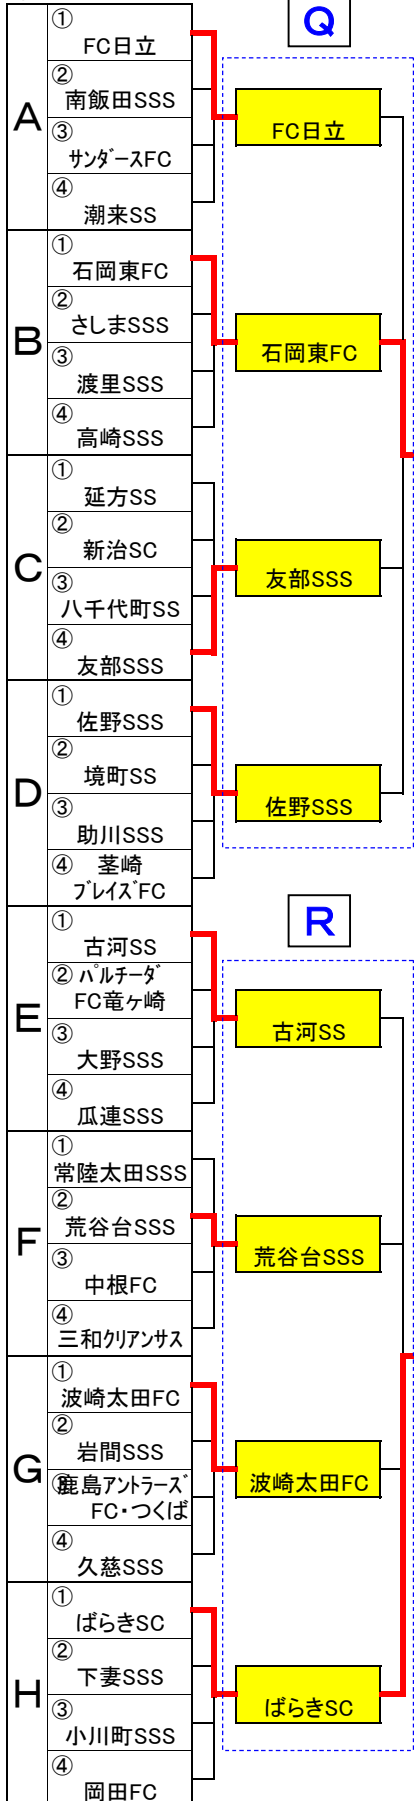 Q
A
①
FC日立
②
南飯田SSS
③
サンダースFC
④
潮来SS
FC日立
B
①
石岡東FC
②
さしまSSS
③
渡里SSS
④
高崎SSS
石岡東FC
C
①
延方SS
②
新治SC
③
八千代町SS
④
友部SSS
友部SSS
D
①
佐野SSS
②
境町SS
③
助川SSS
④ 茎崎
ブレイズFC
佐野SSS
R
E
①
古河SS
② パルチーダ
FC竜ヶ崎
③
大野SSS
④
瓜連SSS
古河SS
F
①
常陸太田SSS
②
荒谷台SSS
③
中根FC
④
三和クリアンサス
荒谷台SSS
G
①
波崎太田FC
②
岩間SSS
③
鹿島アントラーズ
FC・つくば
④
久慈SSS
波崎太田FC
H
①
ばらきSC
②
下妻SSS
③
小川町SSS
④
岡田FC
ばらきSC